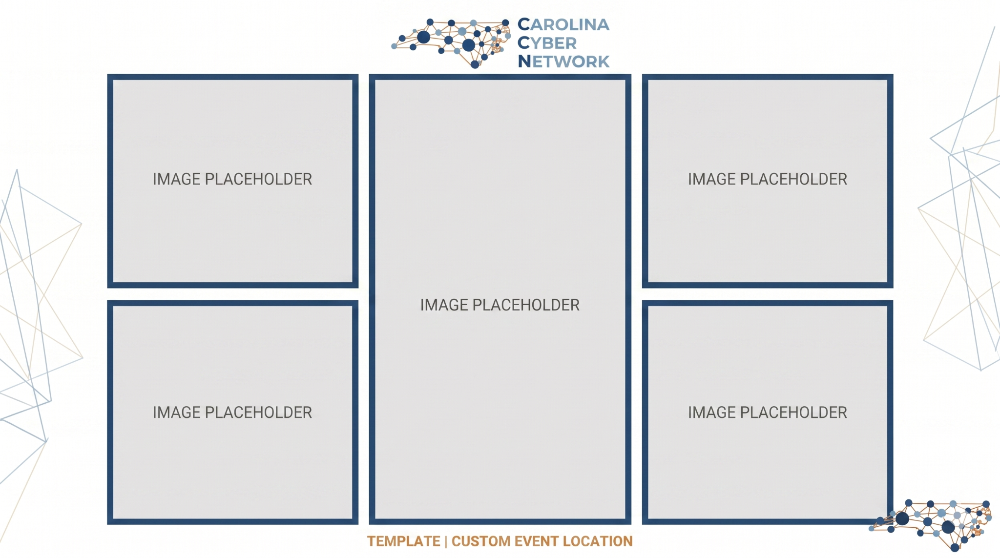 CAROLINA
CYBER
NETWORK
IMAGE PLACEHOLDER
IMAGE PLACEHOLDER
IMAGE PLACEHOLDER
IMAGE PLACEHOLDER
IMAGE PLACEHOLDER
TEMPLATE | CUSTOM EVENT LOCATION